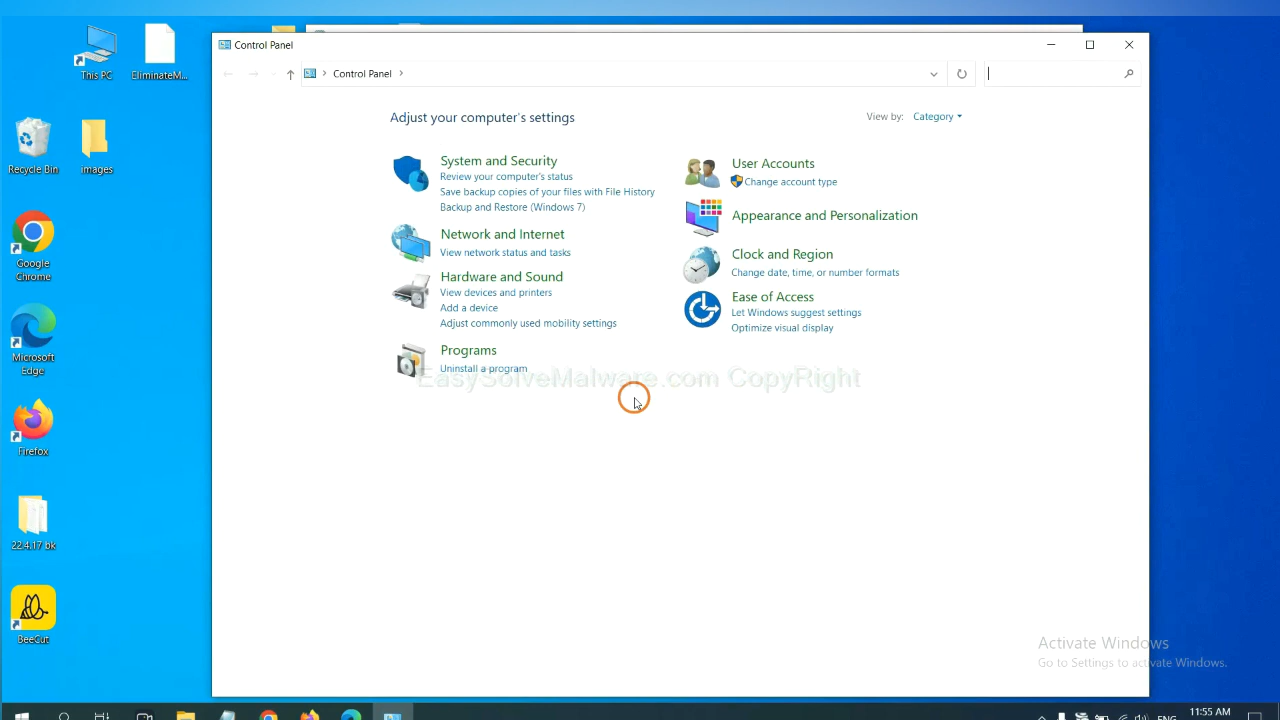 This PC
EliminateM...
Recycle Bin
images
Google
Chrome
Microsoft
Edge
Firefox
22.4.17 bk
BeeCut
Control Panel
Control Panel
Adjust your computer's settings
View by: Category
System and Security
Review your computer's status
Save backup copies of your files with File History
Backup and Restore (Windows 7)
Network and Internet
View network status and tasks
Hardware and Sound
View devices and printers
Add a device
Adjust commonly used mobility settings
Programs
Uninstall a program
User Accounts
Change account type
Appearance and Personalization
Clock and Region
Change date, time, or number formats
Ease of Access
Let Windows suggest settings
Optimize visual display
EasySolveMalware.com CopyRight
Activate Windows
Go to Settings to activate Windows.
ENG
11:55 AM